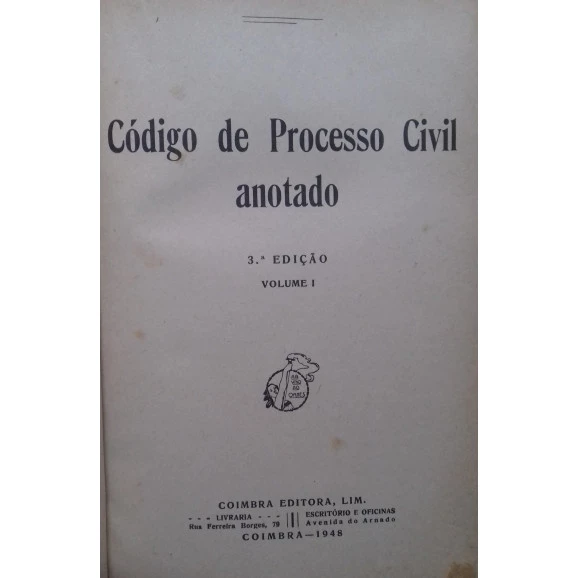 Código de Processo Civil
anotado
3.ª EDIÇÃO
VOLUME I
COIMBRA EDITORA, LIM.
- - - LIVRARIA - - -
Rua Ferreira Borges, 79
ESCRITÓRIO E OFICINAS
Avenida do Arnado
COIMBRA—1948